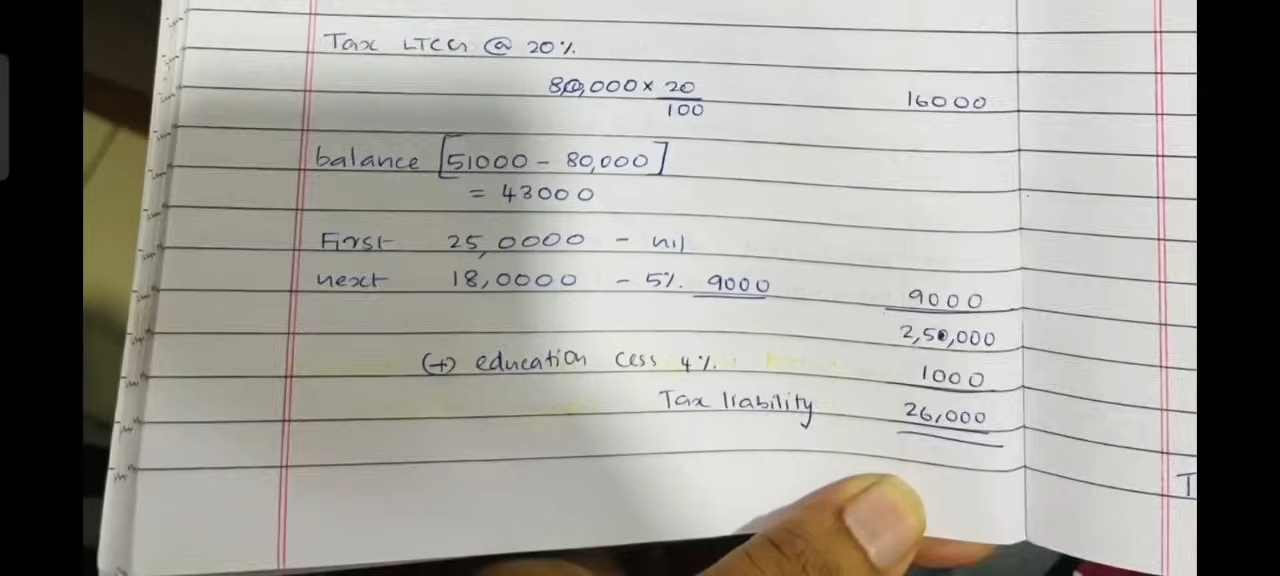 Tax LTCG @ 20%
80,000 × 20
100
16000
balance [51000 - 80,000]
= 43000
First 25,0000 - nil
next 18,0000 - 5%. 9000
9000
2,50,000
(+) education cess 4%.
1000
Tax liability 26,000
T